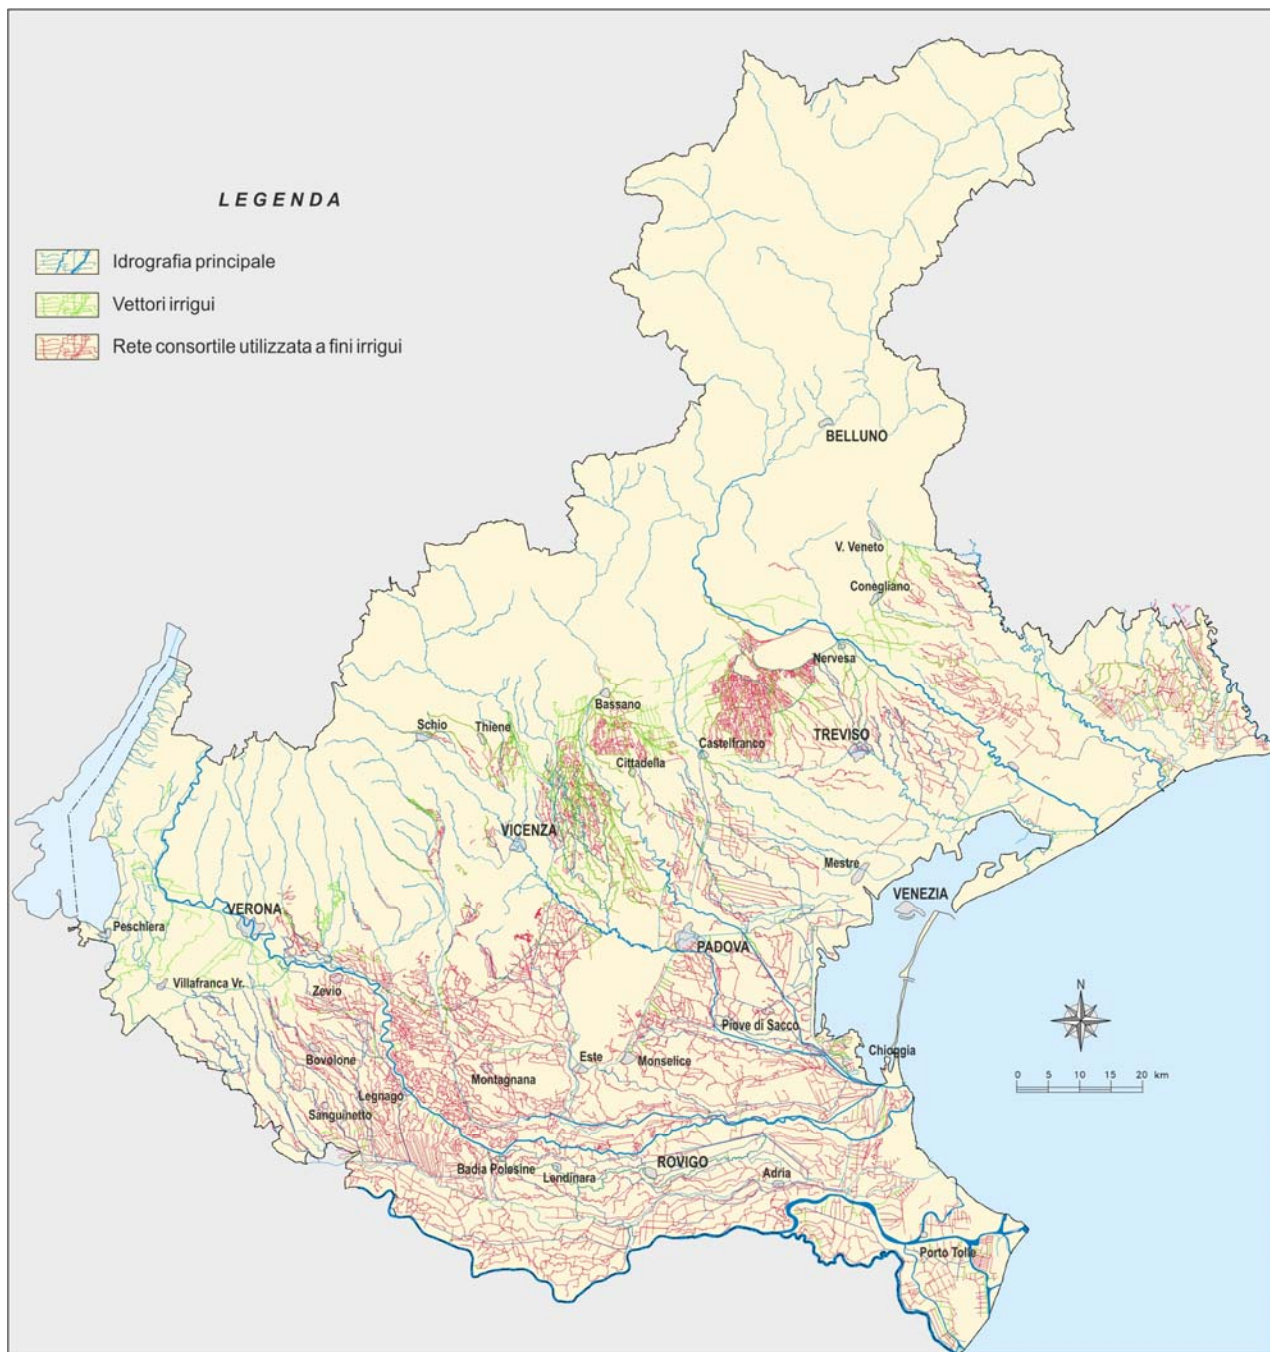 LEGENDA
Idrografia principale
Vettori irrigui
Rete consortile utilizzata a fini irrigui
BELLUNO
V. Veneto
Conegliano
Nervesa
Bassano
Schio
Thiene
Castelfranco
TREVISO
Cittadella
VICENZA
Mestre
VENEZIA
VERONA
Peschiera
PADOVA
Villafranca Vr.
Zevio
N
Piove di Sacco
Chioggia
Bovolone
Este
Monselice
Montagnana
0 5 10 15 20 km
Legnago
Sanguinetto
Badia Polesine
ROVIGO
Lendinara
Adria
Porto Tolle